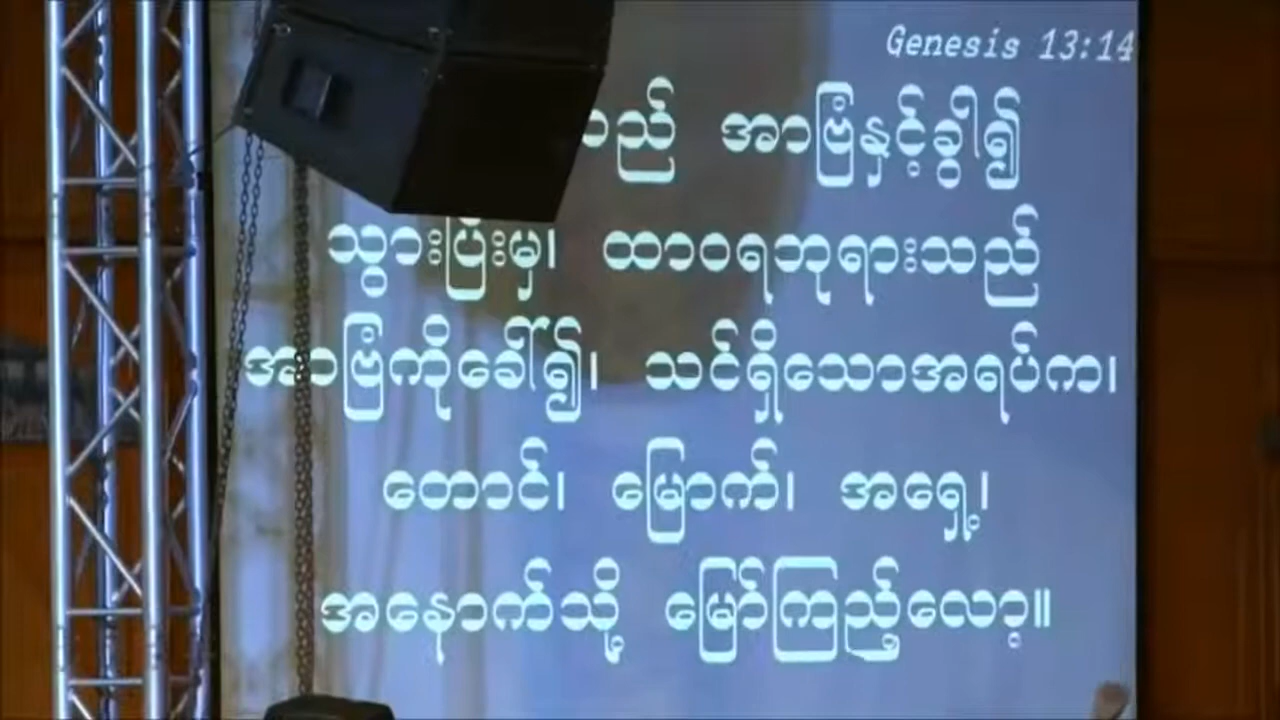 Genesis 13:14
အာဗြံနှင့်ခွါ၍
သွားပြီးမှ၊ ထာဝရဘုရားသည်
အာဗြံကိုခေါ်၍၊ သင်ရှိသောအရပ်က၊
တောင်၊ မြောက်၊ အရှေ့၊
အနောက်သို့ မြော်ကြည့်လော့။